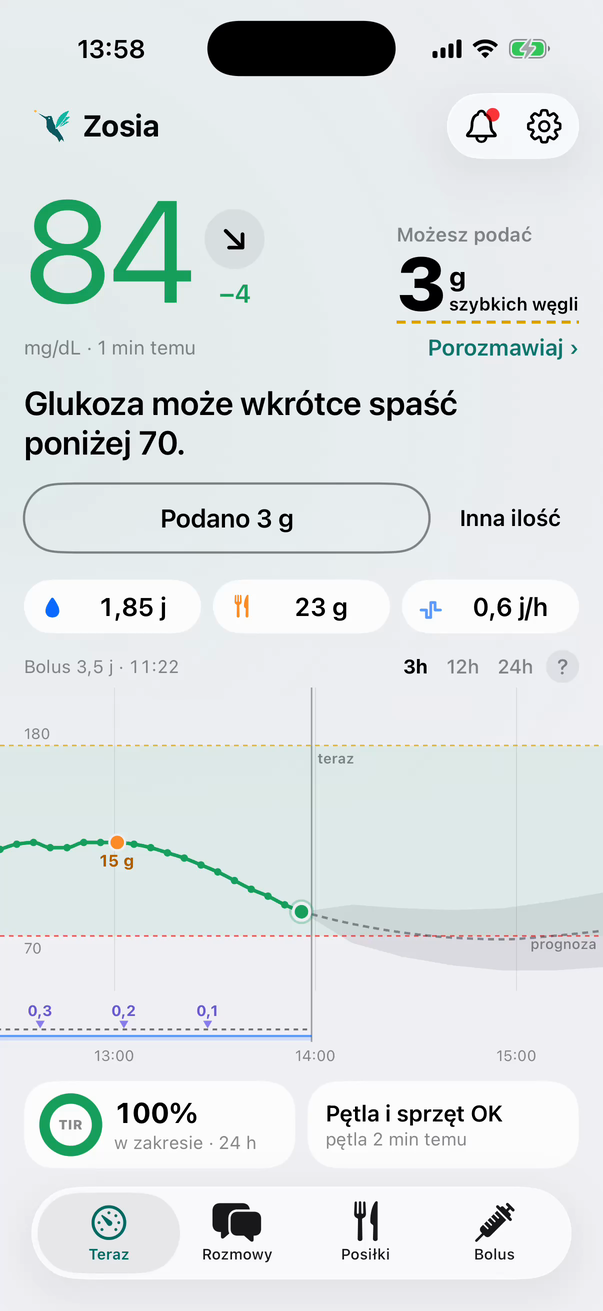 13:58
Zosia
84
−4
mg/dL · 1 min temu
Możesz podać
3 g
szybkich węgli
Porozmawiaj ›
Glukoza może wkrótce spaść
poniżej 70.
Podano 3 g
Inna ilość
1,85 j
23 g
0,6 j/h
Bolus 3,5 j · 11:22
3h 12h 24h ?
180
teraz
15 g
70
prognoza
0,3 0,2 0,1
13:00 14:00 15:00
TIR
100%
w zakresie · 24 h
Pętla i sprzęt OK
pętla 2 min temu
Teraz Rozmowy Posiłki Bolus